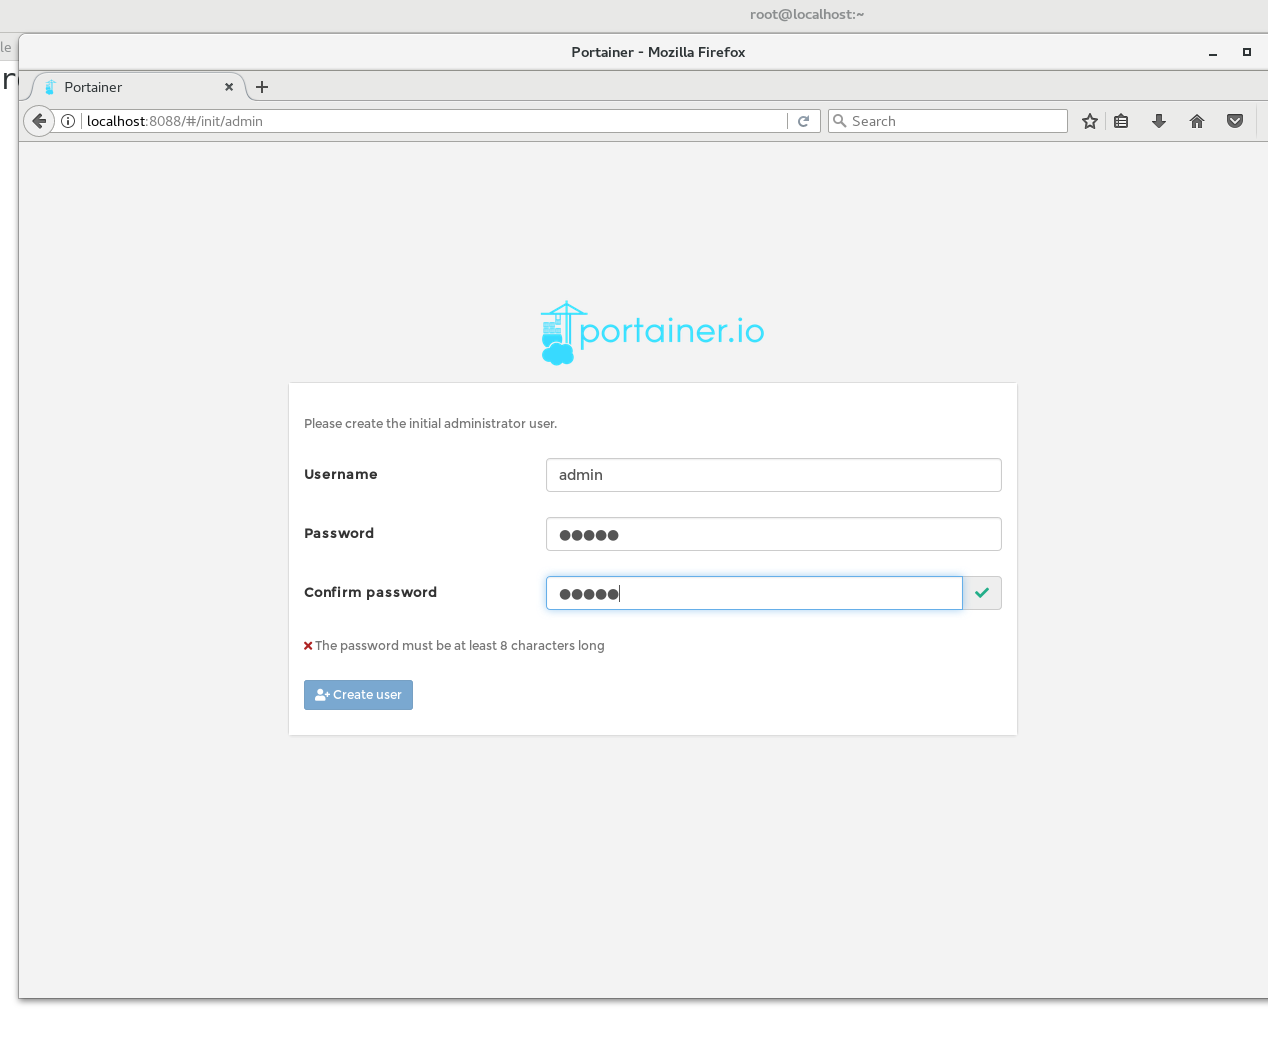 root@localhost:~
le
Portainer - Mozilla Firefox
Portainer
localhost:8088/#/init/admin
Search
portainer.io
Please create the initial administrator user.
Username
admin
Password
●●●●●
Confirm password
●●●●●
The password must be at least 8 characters long
Create user